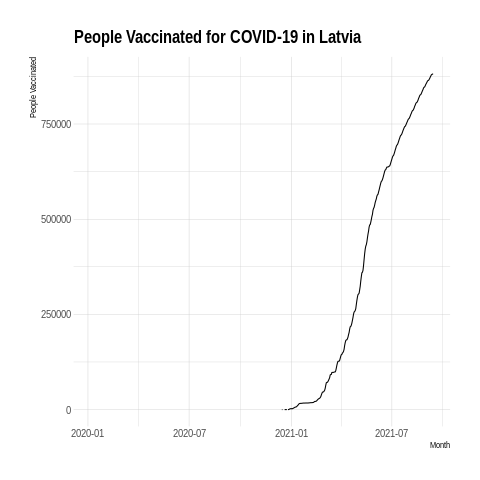 People Vaccinated for COVID-19 in Latvia
People Vaccinated
750000
500000
250000
0
2020-01 2020-07 2021-01 2021-07
Month